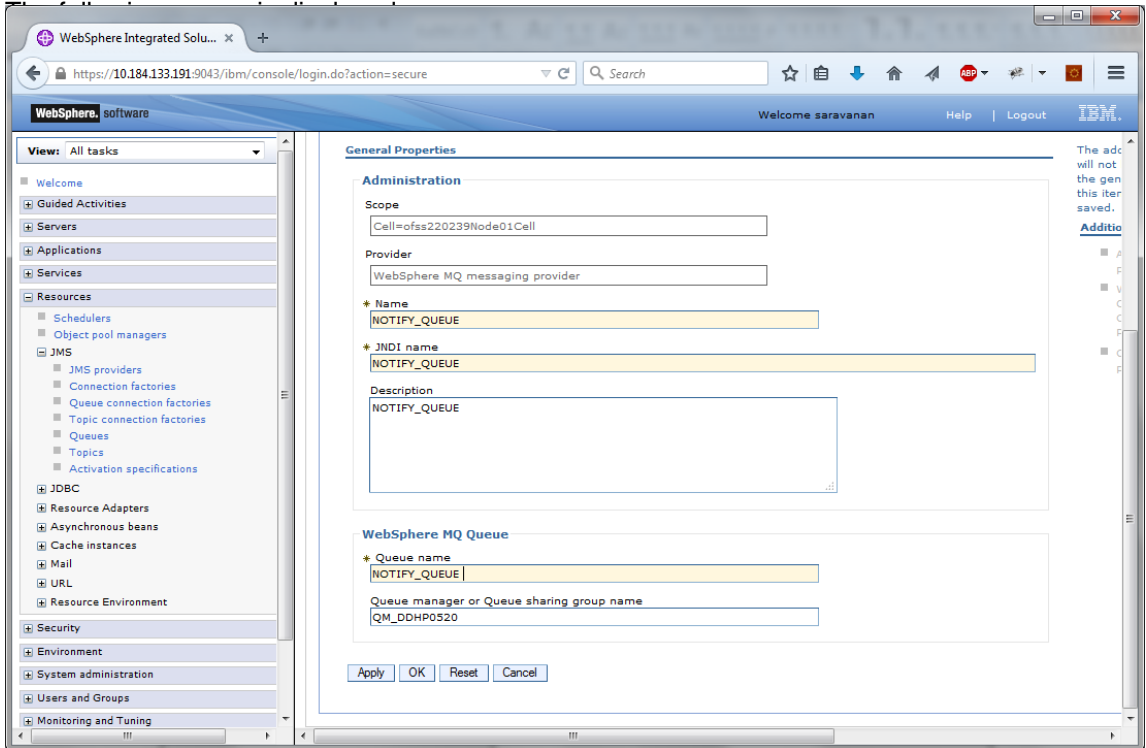 WebSphere Integrated Solu... × +
https://10.184.133.191:9043/ibm/console/login.do?action=secure
Search
ABP
WebSphere. software
Welcome saravanan
Help | Logout
IBM.
View: All tasks
Welcome
Guided Activities
Servers
Applications
Services
Resources
Schedulers
Object pool managers
JMS
JMS providers
Connection factories
Queue connection factories
Topic connection factories
Queues
Topics
Activation specifications
JDBC
Resource Adapters
Asynchronous beans
Cache instances
Mail
URL
Resource Environment
Security
Environment
System administration
Users and Groups
Monitoring and Tuning
General Properties
Administration
Scope
Cell=ofss220239Node01Cell
Provider
WebSphere MQ messaging provider
* Name
NOTIFY_QUEUE
* JNDI name
NOTIFY_QUEUE
Description
NOTIFY_QUEUE
WebSphere MQ Queue
* Queue name
NOTIFY_QUEUE
Queue manager or Queue sharing group name
QM_DDHP0520
Apply OK Reset Cancel
The
will not
the gen
this
saved.